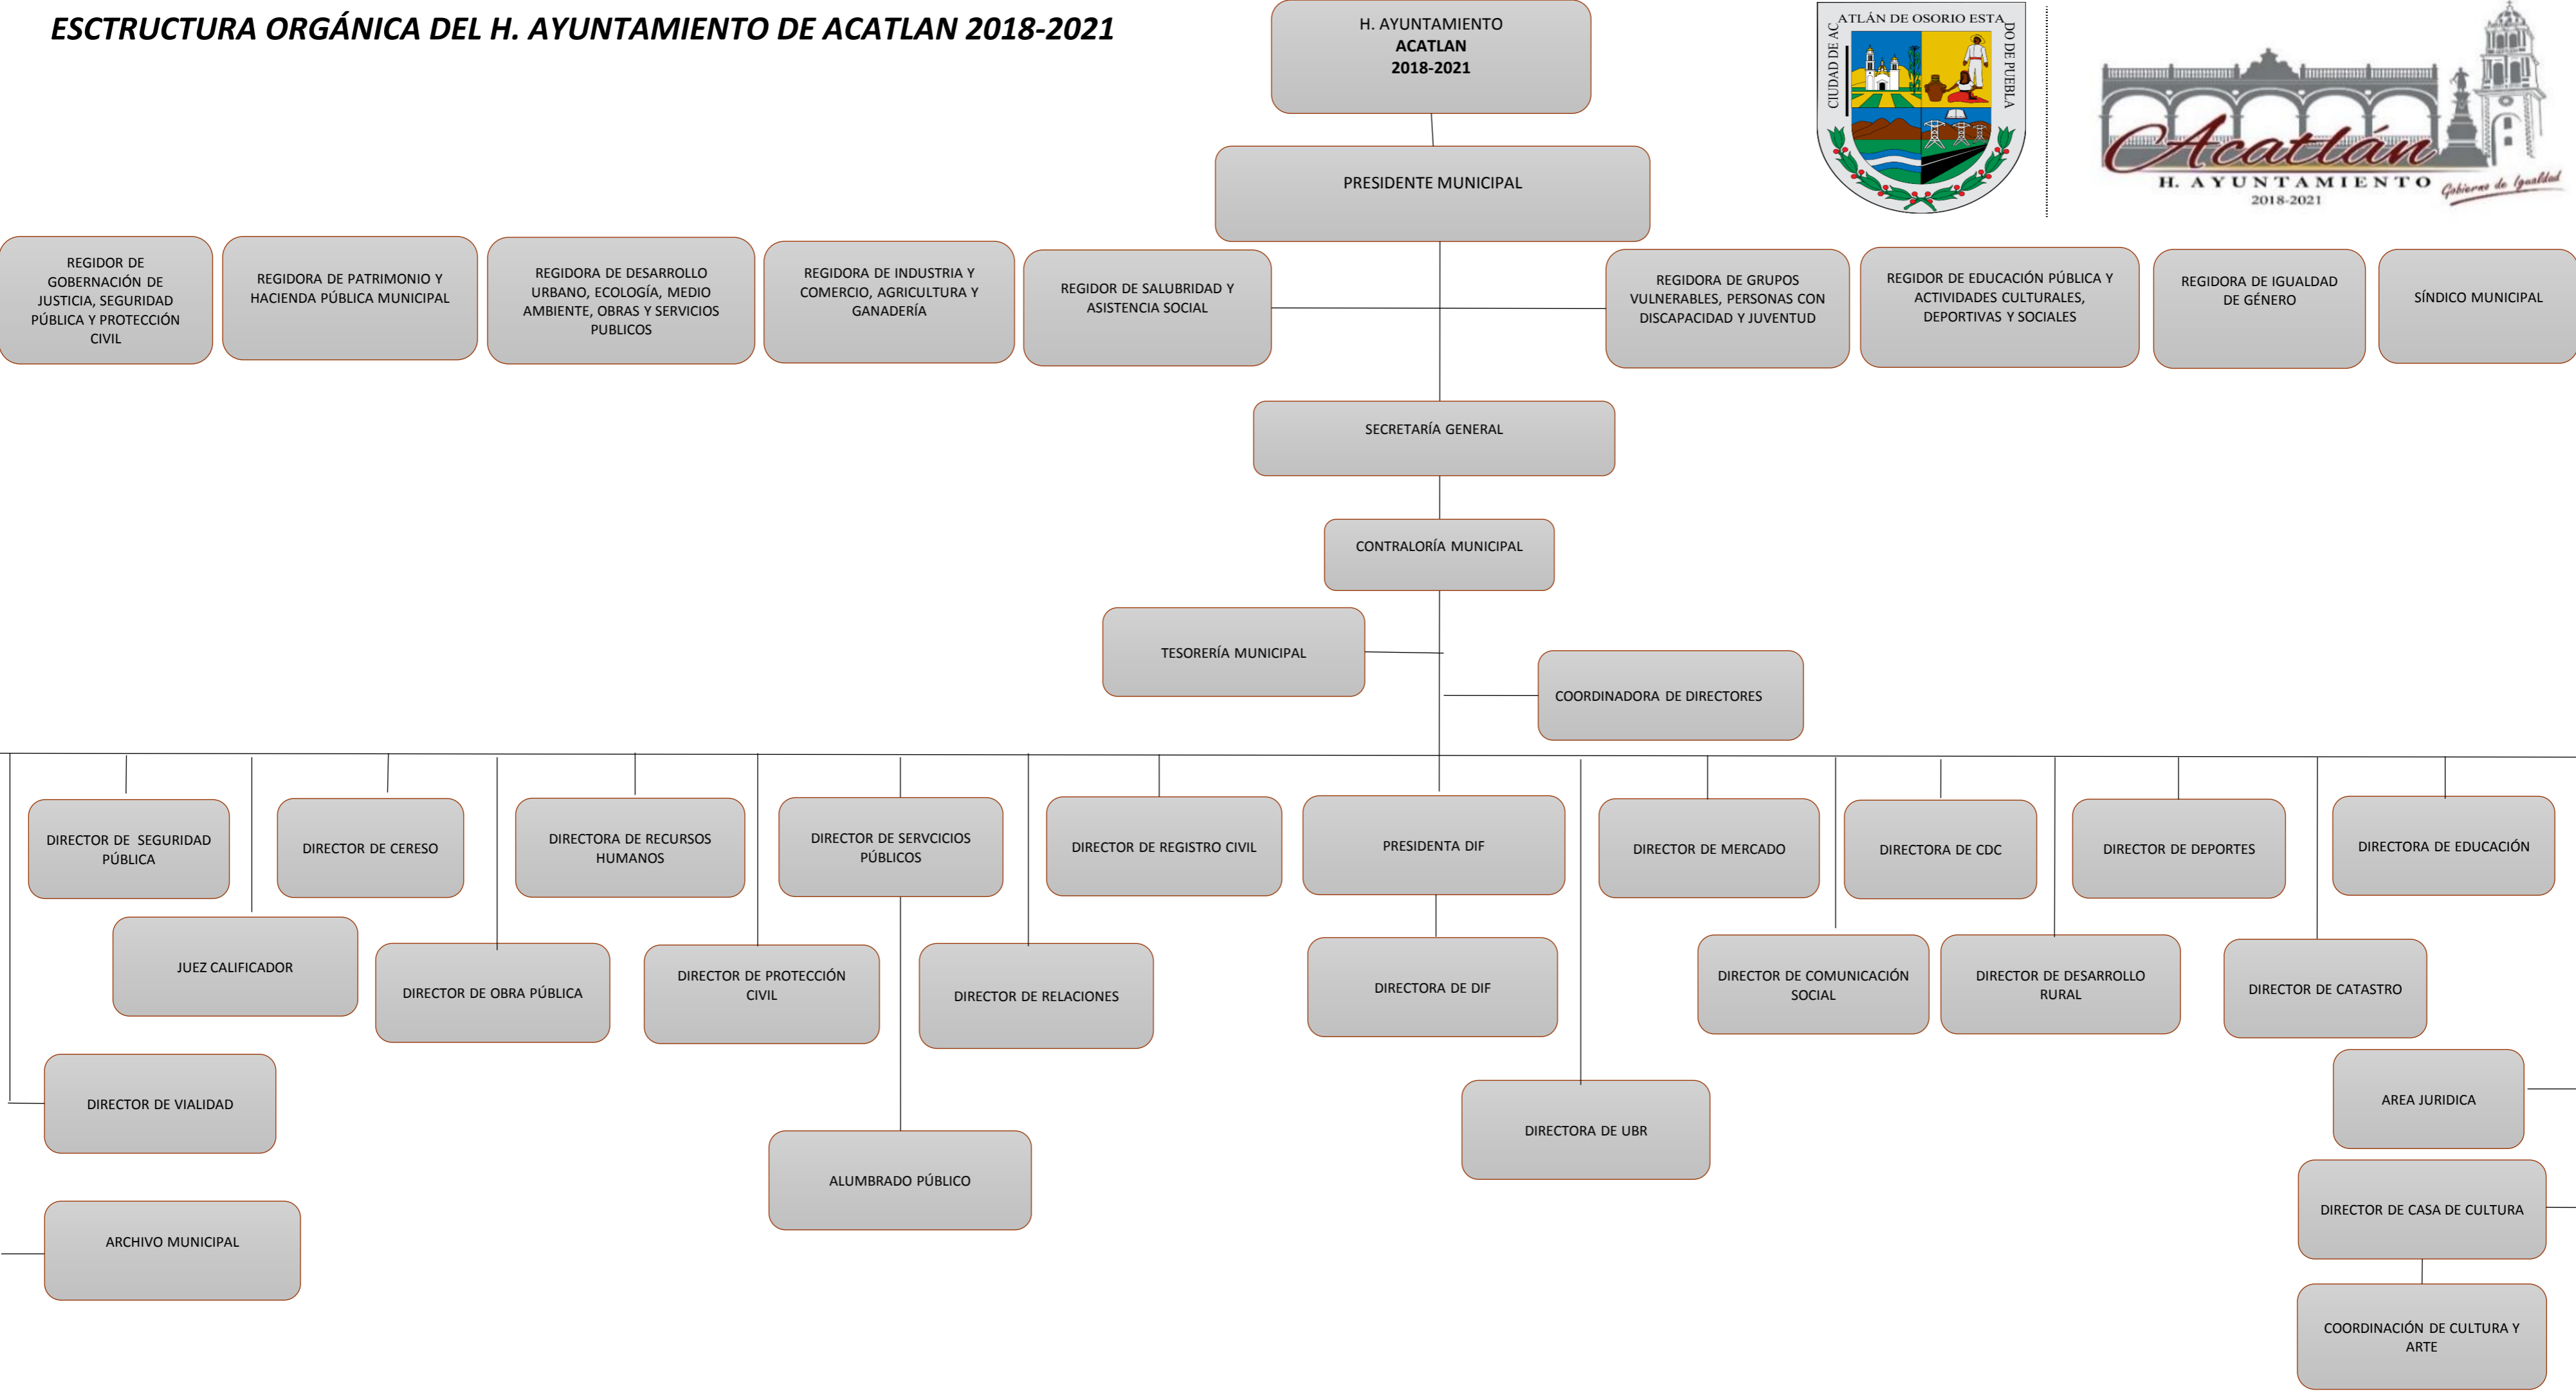 ESCTRUCTURA ORGÁNICA DEL H. AYUNTAMIENTO DE ACATLAN 2018-2021
H. AYUNTAMIENTO
ACATLAN
2018-2021
CIUDAD DE ACATLÁN DE OSORIO ESTADO DE PUEBLA
Acatlán
H. AYUNTAMIENTO
Gobierno de Igualdad
2018-2021
PRESIDENTE MUNICIPAL
REGIDOR DE
GOBERNACIÓN DE
JUSTICIA, SEGURIDAD
PÚBLICA Y PROTECCIÓN
CIVIL
REGIDORA DE PATRIMONIO Y
HACIENDA PÚBLICA MUNICIPAL
REGIDORA DE DESARROLLO
URBANO, ECOLOGÍA, MEDIO
AMBIENTE, OBRAS Y SERVICIOS
PUBLICOS
REGIDORA DE INDUSTRIA Y
COMERCIO, AGRICULTURA Y
GANADERÍA
REGIDOR DE SALUBRIDAD Y
ASISTENCIA SOCIAL
REGIDORA DE GRUPOS
VULNERABLES, PERSONAS CON
DISCAPACIDAD Y JUVENTUD
REGIDOR DE EDUCACIÓN PÚBLICA Y
ACTIVIDADES CULTURALES,
DEPORTIVAS Y SOCIALES
REGIDORA DE IGUALDAD
DE GÉNERO
SÍNDICO MUNICIPAL
SECRETARÍA GENERAL
CONTRALORÍA MUNICIPAL
TESORERÍA MUNICIPAL
COORDINADORA DE DIRECTORES
DIRECTOR DE SEGURIDAD
PÚBLICA
DIRECTOR DE CERESO
DIRECTORA DE RECURSOS
HUMANOS
DIRECTOR DE SERVCICIOS
PÚBLICOS
DIRECTOR DE REGISTRO CIVIL
PRESIDENTA DIF
DIRECTOR DE MERCADO
DIRECTORA DE CDC
DIRECTOR DE DEPORTES
DIRECTORA DE EDUCACIÓN
JUEZ CALIFICADOR
DIRECTOR DE OBRA PÚBLICA
DIRECTOR DE PROTECCIÓN
CIVIL
DIRECTOR DE RELACIONES
DIRECTORA DE DIF
DIRECTOR DE COMUNICACIÓN
SOCIAL
DIRECTOR DE DESARROLLO
RURAL
DIRECTOR DE CATASTRO
DIRECTOR DE VIALIDAD
AREA JURIDICA
DIRECTORA DE UBR
ALUMBRADO PÚBLICO
DIRECTOR DE CASA DE CULTURA
ARCHIVO MUNICIPAL
COORDINACIÓN DE CULTURA Y
ARTE